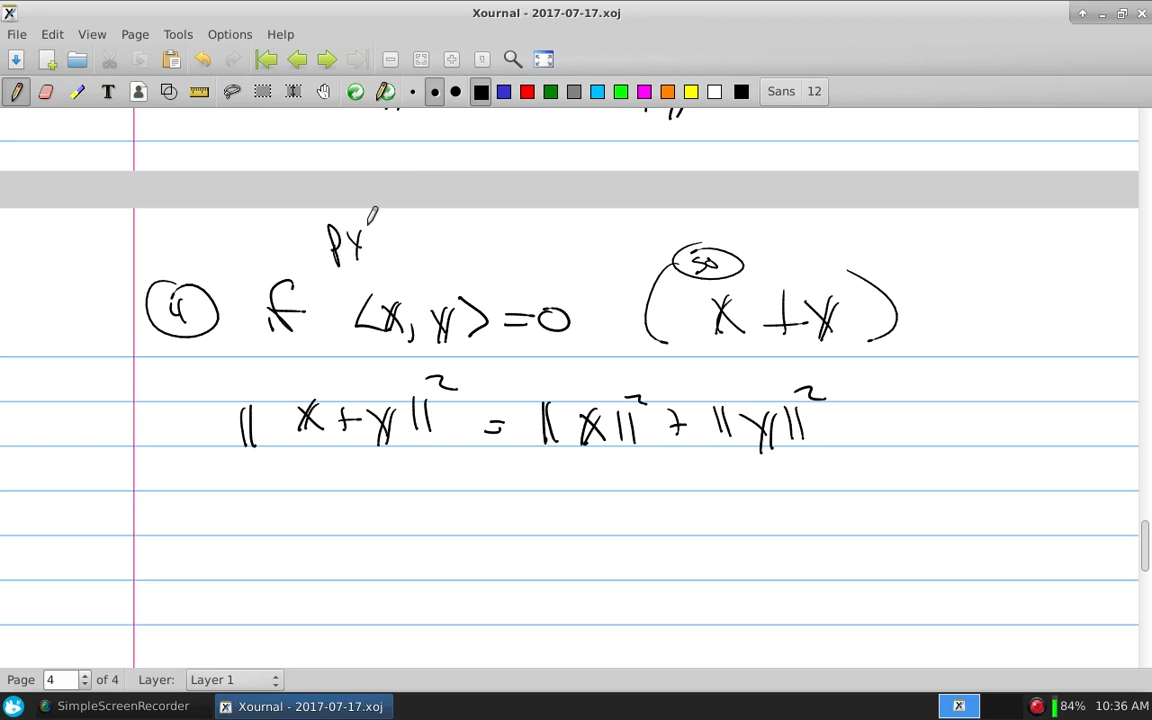 Xournal - 2017-07-17.xoj
File Edit View Page Tools Options Help
Sans 12
py
④ if ⟨x, y⟩ = 0 (so x ⊥ y)
‖x + y‖² = ‖x‖² + ‖y‖²
Page 4 of 4 Layer: Layer 1
SimpleScreenRecorder Xournal - 2017-07-17.xoj 84% 10:36 AM